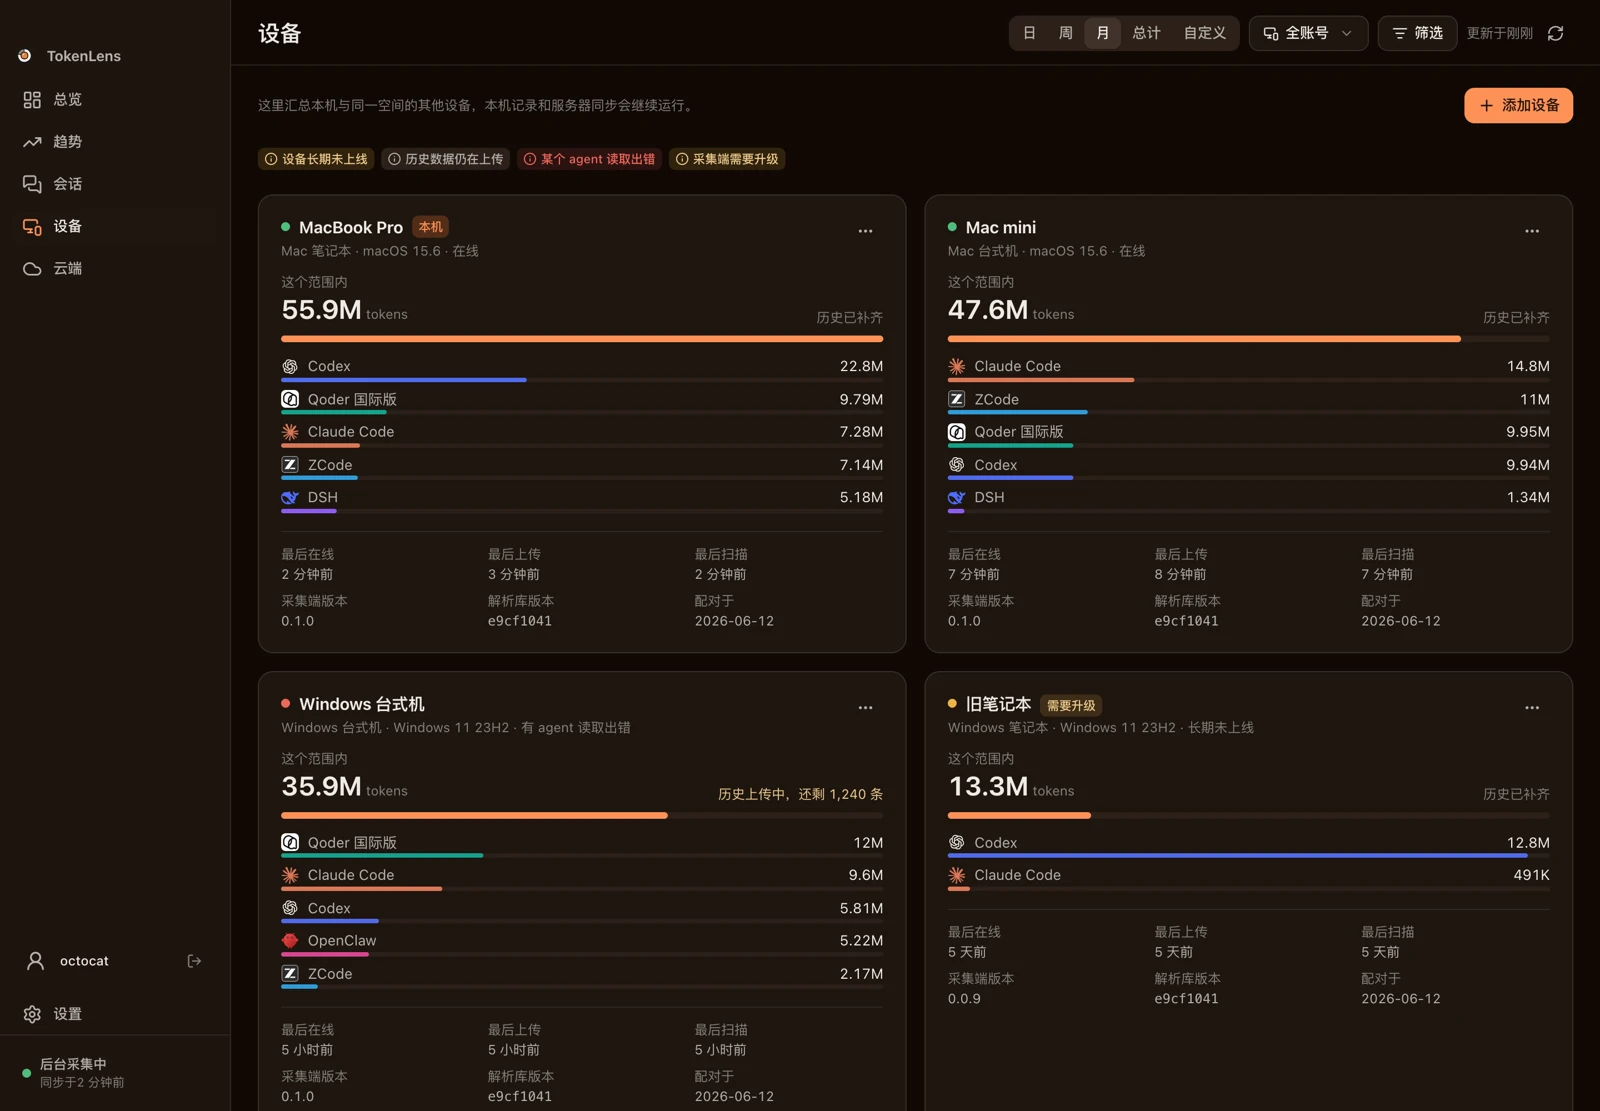 TokenLens
总览
趋势
会话
设备
云端
octocat
设置
后台采集中
同步于2 分钟前
设备
日 周 月 总计 自定义
全账号
筛选
更新于刚刚
这里汇总本机与同一空间的其他设备，本机记录和服务器同步会继续运行。
添加设备
设备长期未上线 历史数据仍在上传 某个 agent 读取出错 采集端需要升级
MacBook Pro 本机
Mac 笔记本 · macOS 15.6 · 在线
这个范围内
55.9M tokens 历史已补齐
Codex 22.8M
Qoder 国际版 9.79M
Claude Code 7.28M
ZCode 7.14M
DSH 5.18M
最后在线 最后上传 最后扫描
2 分钟前 3 分钟前 2 分钟前
采集端版本 解析库版本 配对于
0.1.0 e9cf1041 2026-06-12
Mac mini
Mac 台式机 · macOS 15.6 · 在线
这个范围内
47.6M tokens 历史已补齐
Claude Code 14.8M
ZCode 11M
Qoder 国际版 9.95M
Codex 9.94M
DSH 1.34M
最后在线 最后上传 最后扫描
7 分钟前 8 分钟前 7 分钟前
采集端版本 解析库版本 配对于
0.1.0 e9cf1041 2026-06-12
Windows 台式机
Windows 台式机 · Windows 11 23H2 · 有 agent 读取出错
这个范围内
35.9M tokens 历史上传中，还剩 1,240 条
Qoder 国际版 12M
Claude Code 9.6M
Codex 5.81M
OpenClaw 5.22M
ZCode 2.17M
最后在线 最后上传 最后扫描
5 小时前 5 小时前 5 小时前
采集端版本 解析库版本 配对于
0.1.0 e9cf1041 2026-06-12
旧笔记本 需要升级
Windows 笔记本 · Windows 11 23H2 · 长期未上线
这个范围内
13.3M tokens 历史已补齐
Codex 12.8M
Claude Code 491K
最后在线 最后上传 最后扫描
5 天前 5 天前 5 天前
采集端版本 解析库版本 配对于
0.0.9 e9cf1041 2026-06-12